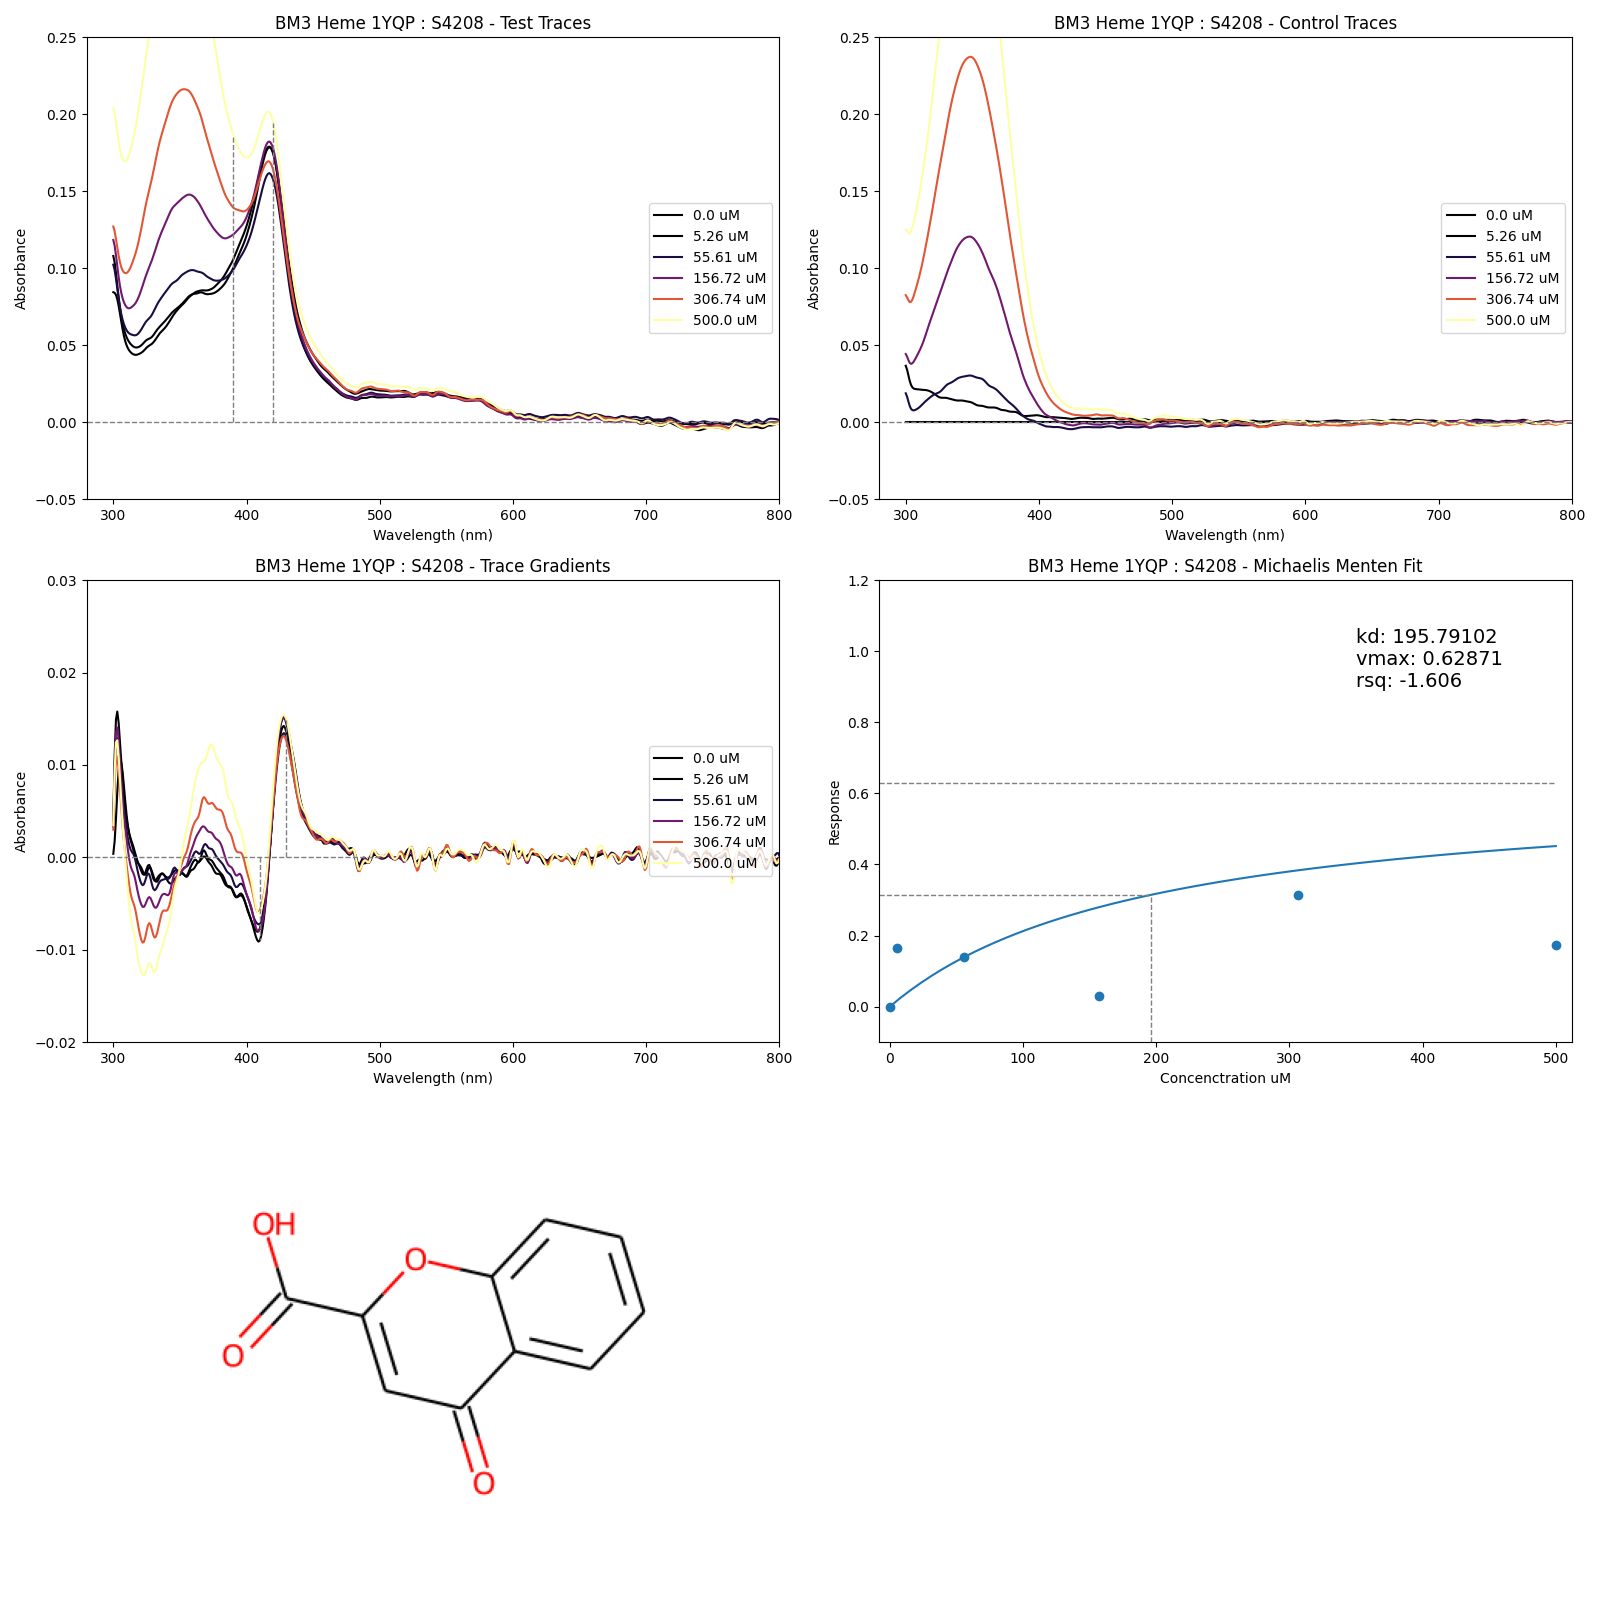 BM3 Heme 1YQP : S4208 - Test Traces
Absorbance
0.25
0.20
0.15
0.10
0.05
0.00
−0.05
300 400 500 600 700 800
Wavelength (nm)
0.0 uM
5.26 uM
55.61 uM
156.72 uM
306.74 uM
500.0 uM
BM3 Heme 1YQP : S4208 - Control Traces
Absorbance
0.25
0.20
0.15
0.10
0.05
0.00
−0.05
300 400 500 600 700 800
Wavelength (nm)
0.0 uM
5.26 uM
55.61 uM
156.72 uM
306.74 uM
500.0 uM
BM3 Heme 1YQP : S4208 - Trace Gradients
Absorbance
0.03
0.02
0.01
0.00
−0.01
−0.02
300 400 500 600 700 800
Wavelength (nm)
0.0 uM
5.26 uM
55.61 uM
156.72 uM
306.74 uM
500.0 uM
BM3 Heme 1YQP : S4208 - Michaelis Menten Fit
Response
1.2
1.0
0.8
0.6
0.4
0.2
0.0
kd: 195.79102
vmax: 0.62871
rsq: -1.606
0 100 200 300 400 500
Concenctration uM
OH
O
O
O